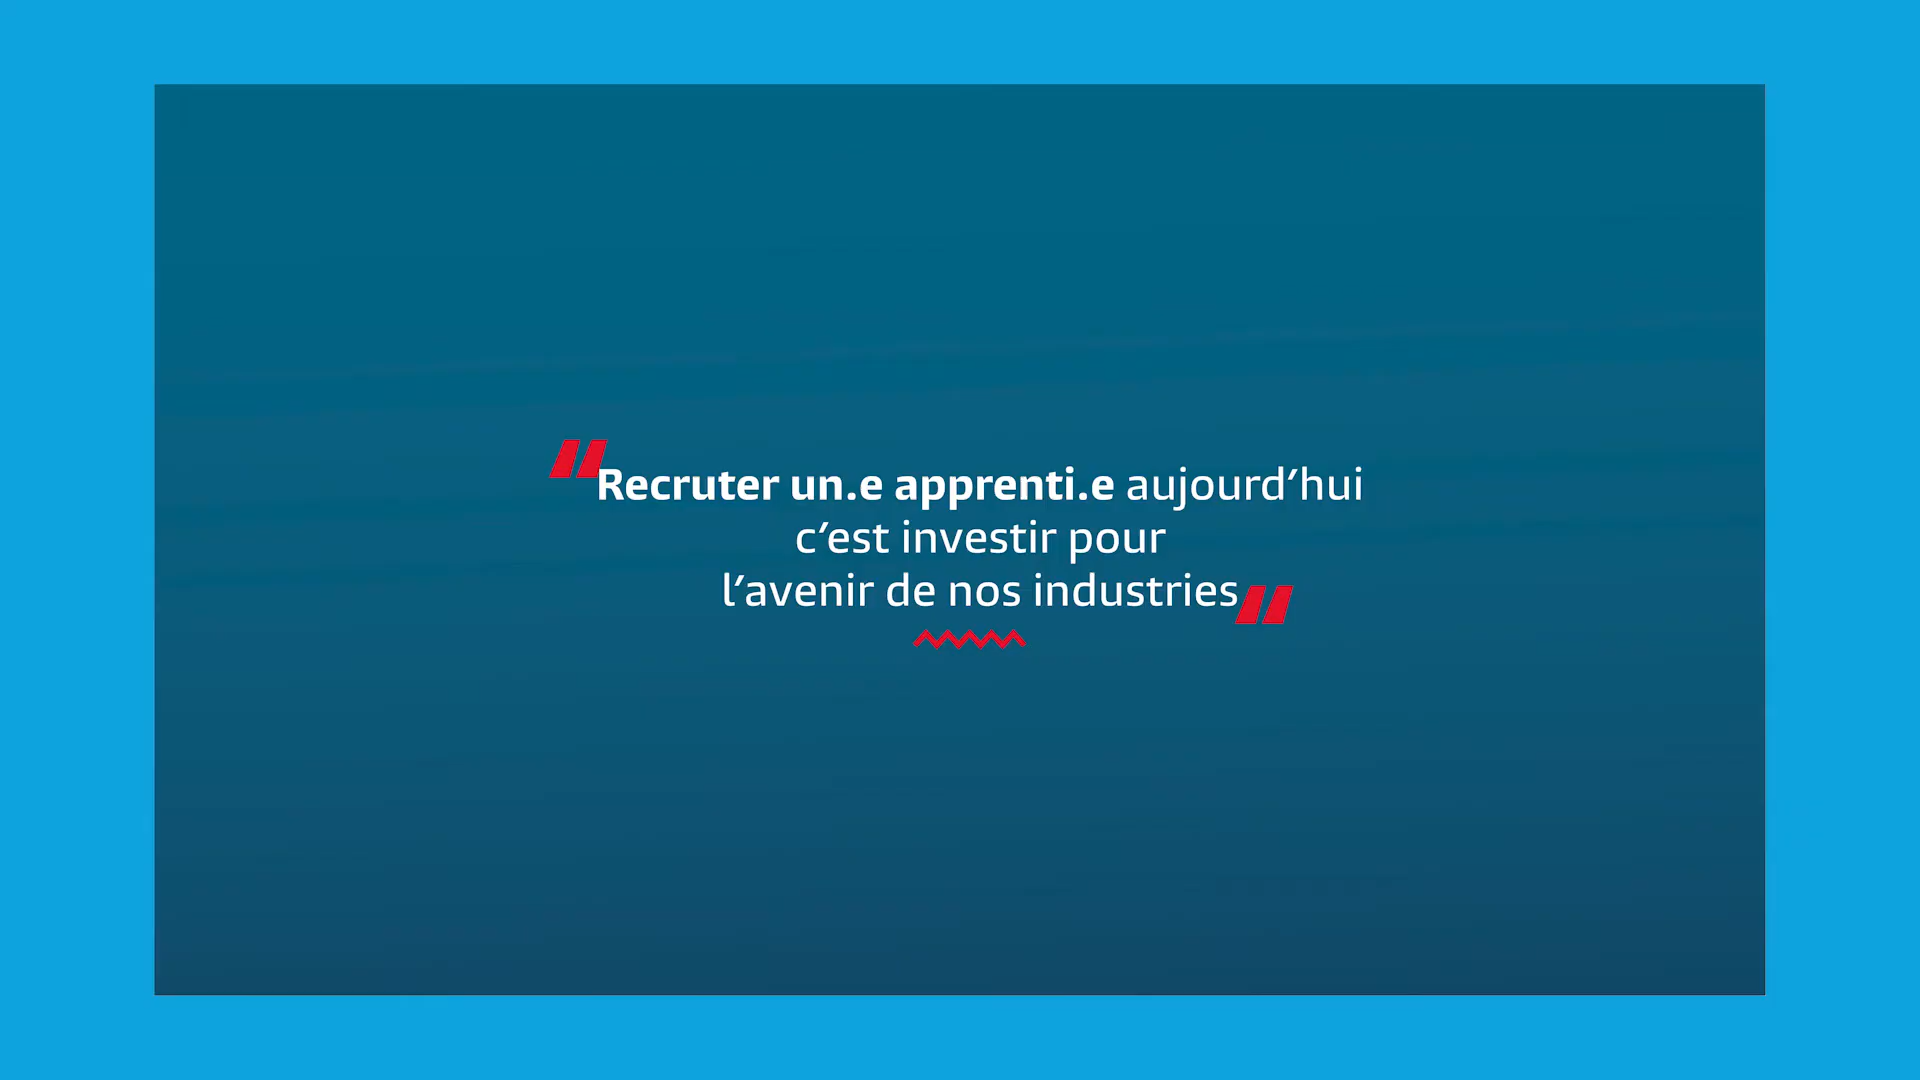 "Recruter un.e apprenti.e aujourd’hui
c’est investir pour
l’avenir de nos industries"